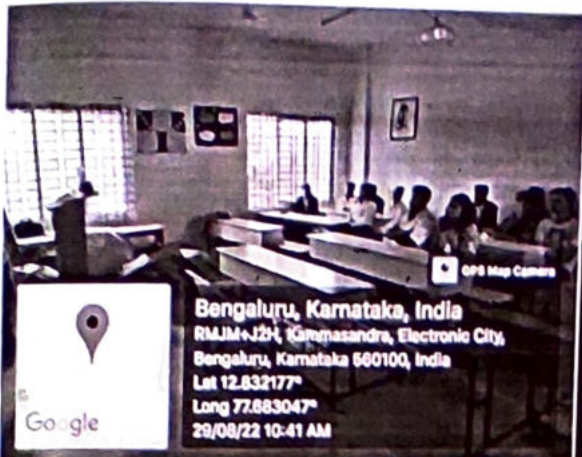 GPS Map Camera
Bengaluru, Karnataka, India
RMJM+J2H, Kammasandra, Electronic City,
Bengaluru, Karnataka 560100, India
Lat 12.832177°
Long 77.683047°
29/08/22 10:41 AM
Google